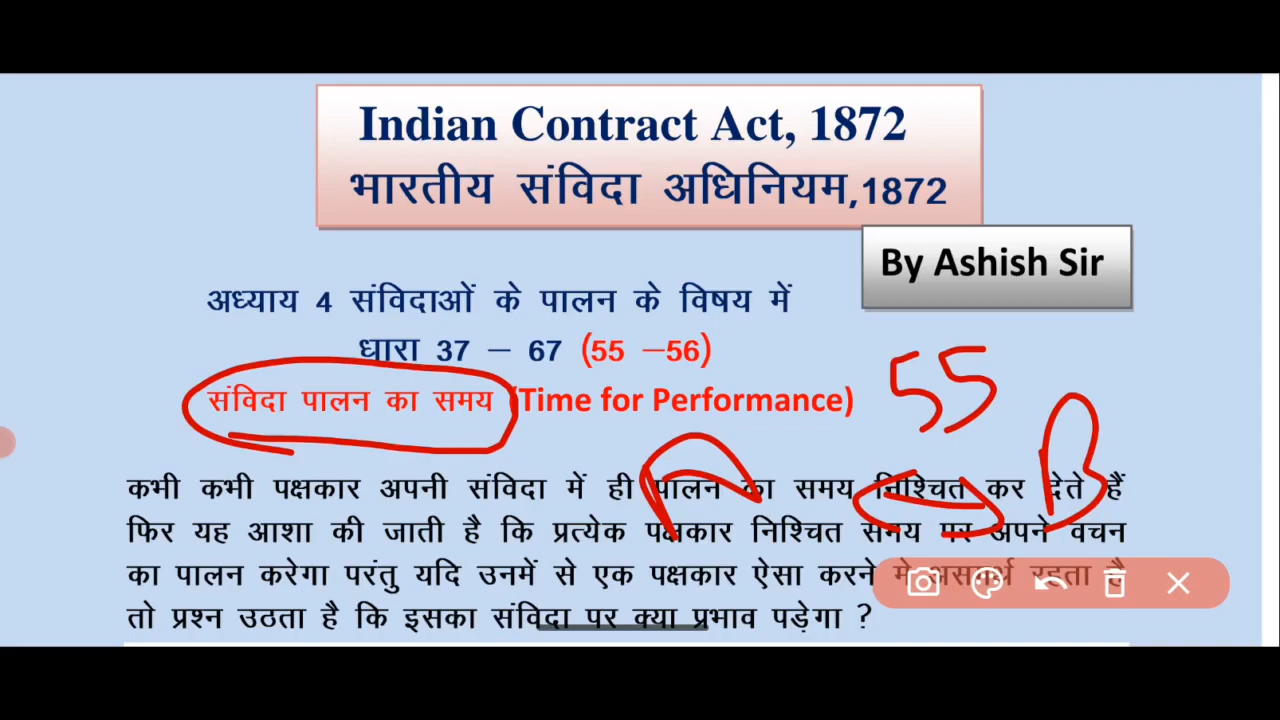 Indian Contract Act, 1872
भारतीय संविदा अधिनियम,1872
By Ashish Sir
अध्याय 4 संविदाओं के पालन के विषय में
धारा 37 – 67 (55 –56)
संविदा पालन का समय (Time for Performance)
55
A B
कभी कभी पक्षकार अपनी संविदा में ही पालन का समय निश्चित कर देते हैं
फिर यह आशा की जाती है कि प्रत्येक पक्षकार निश्चित समय पर अपने वचन
का पालन करेगा परंतु यदि उनमें से एक पक्षकार ऐसा करने मे असमर्थ रहता है
तो प्रश्न उठता है कि इसका संविदा पर क्या प्रभाव पड़ेगा ?